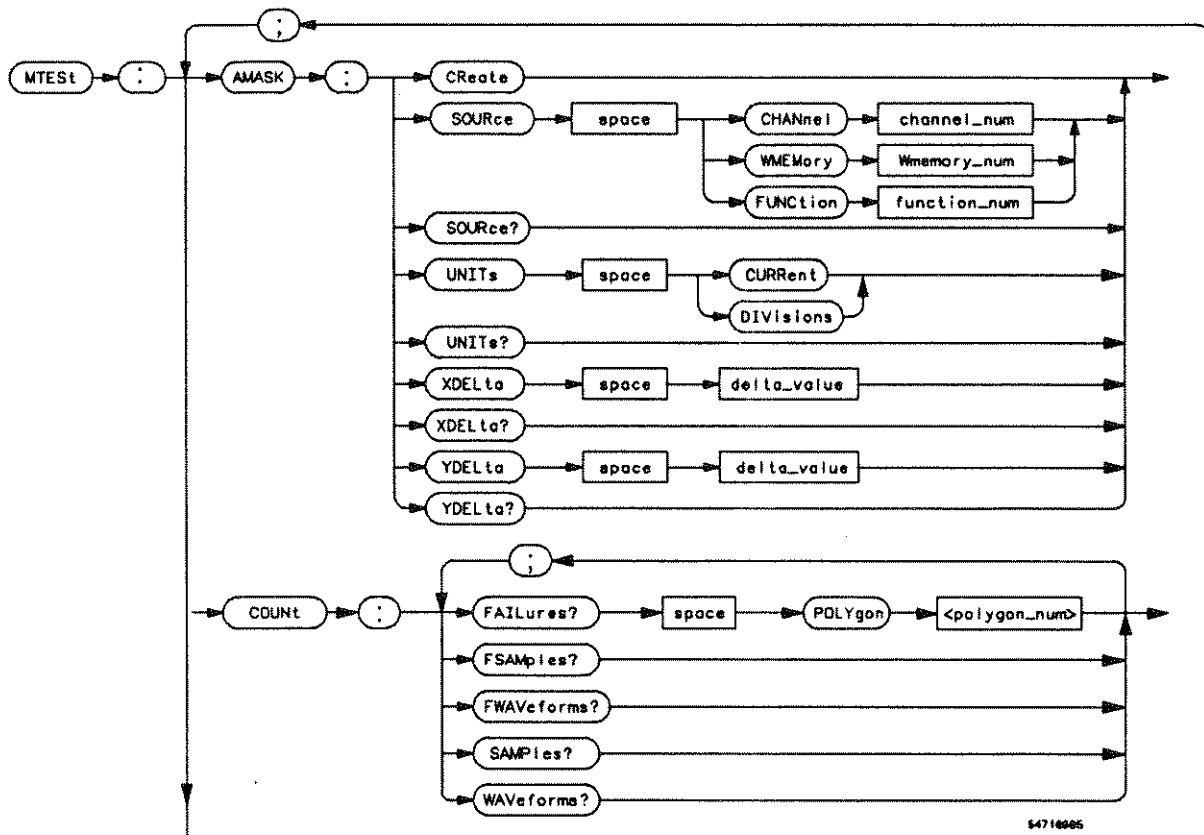 ;
MTESt : AMASK : CReate
SOURce space CHANnel channel_num
WMEMory Wmemory_num
FUNCtion function_num
SOURce?
UNITs space CURRent
DIVisions
UNITs?
XDELta space delta_value
XDELta?
YDELta space delta_value
YDELta?
;
COUNt : FAILures? space POLYgon <polygon_num>
FSAMples?
FWAVeforms?
SAMPles?
WAVeforms?